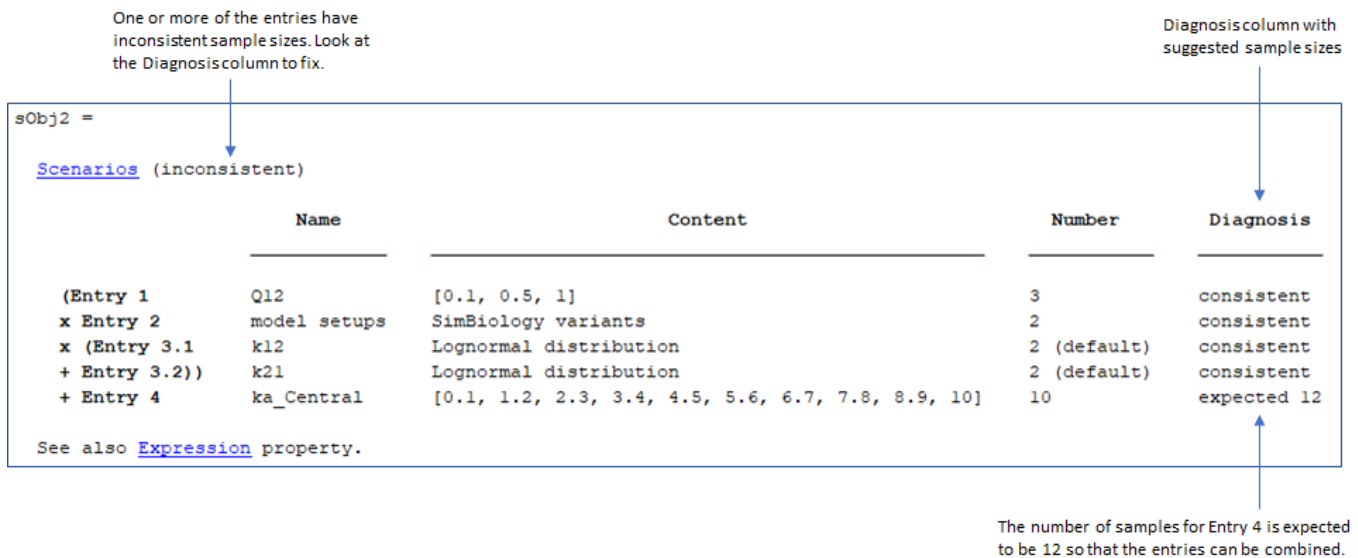 One or more of the entries have
inconsistent sample sizes. Look at
the Diagnosis column to fix.
Diagnosis column with
suggested sample sizes
sObj2 =
Scenarios (inconsistent)
Name Content Number Diagnosis
(Entry 1 Q12 [0.1, 0.5, 1] 3 consistent
x Entry 2 model setups SimBiology variants 2 consistent
x (Entry 3.1 k12 Lognormal distribution 2 (default) consistent
+ Entry 3.2)) k21 Lognormal distribution 2 (default) consistent
+ Entry 4 ka_Central [0.1, 1.2, 2.3, 3.4, 4.5, 5.6, 6.7, 7.8, 8.9, 10] 10 expected 12
See also Expression property.
The number of samples for Entry 4 is expected
to be 12 so that the entries can be combined.